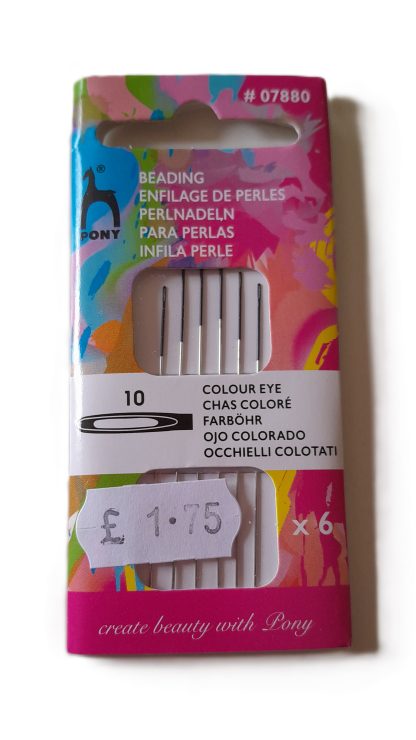 # 07880
BEADING
ENFILAGE DE PERLES
PERLNADELN
PARA PERLAS
INFILA PERLE
®
PONY
10
COLOUR EYE
CHAS COLORÉ
FARBÖHR
OJO COLORADO
OCCHIELLI COLOTATI
£ 1.75
x 6
create beauty with Pony